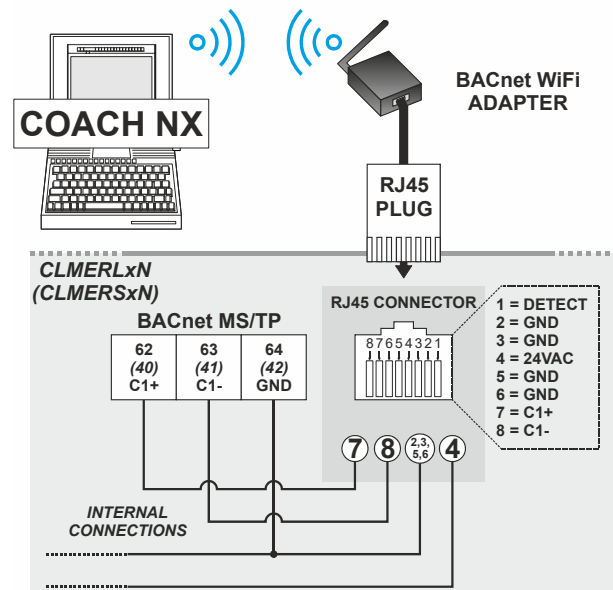 COACH NX
BACnet WiFi
ADAPTER
RJ45
PLUG
CLMERLxN
(CLMERSxN)
BACnet MS/TP
62
(40)
C1+
63
(41)
C1-
64
(42)
GND
RJ45 CONNECTOR
87654321
1 = DETECT
2 = GND
3 = GND
4 = 24VAC
5 = GND
6 = GND
7 = C1+
8 = C1-
7
8
2,3,
5,6
4
INTERNAL
CONNECTIONS